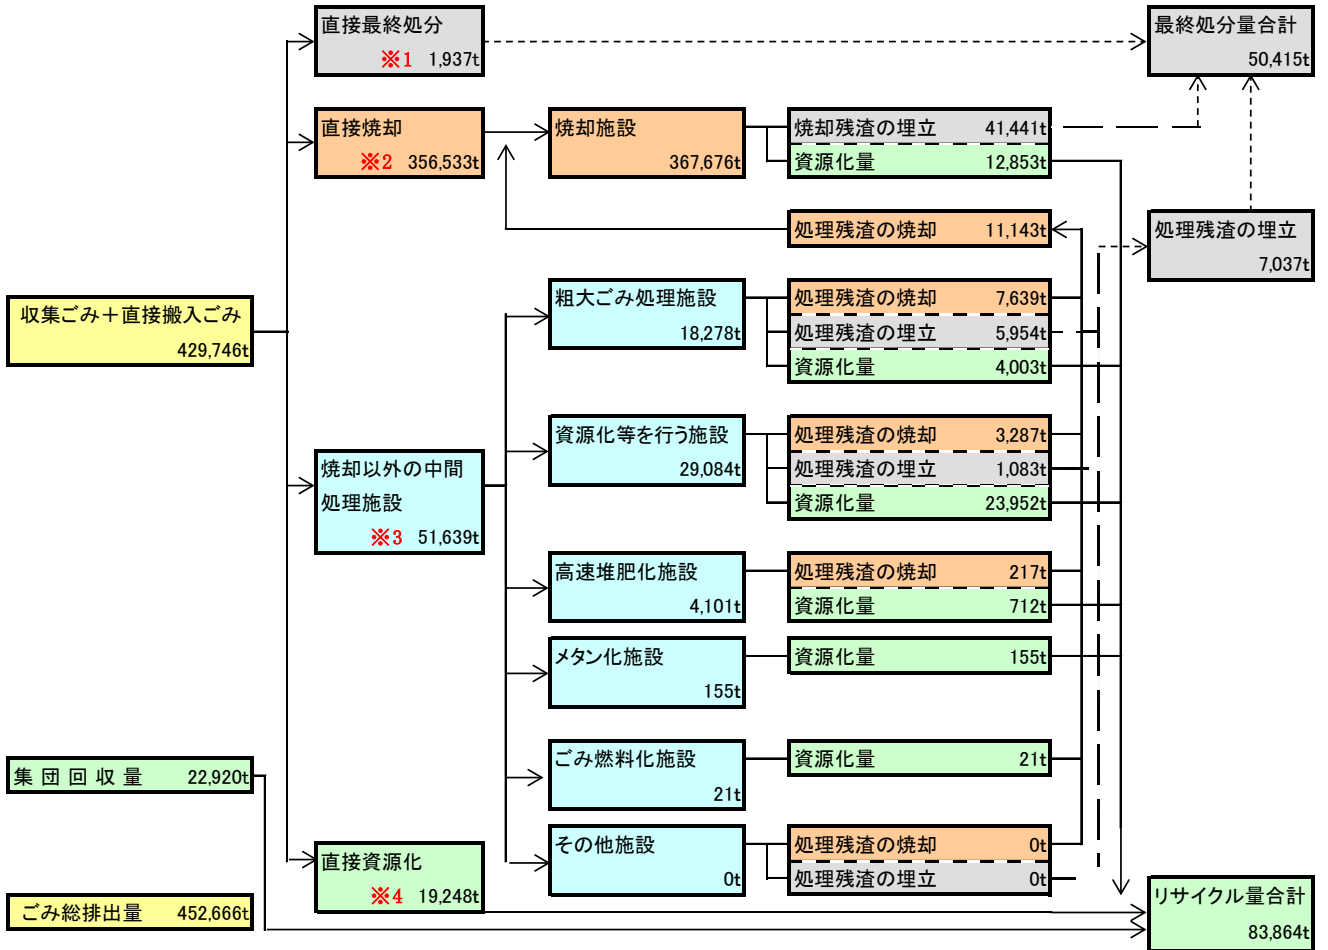 直接最終処分
※1 1,937t
最終処分量合計
50,415t
直接焼却
※2 356,533t
焼却施設
367,676t
焼却残渣の埋立 41,441t
資源化量 12,853t
処理残渣の焼却 11,143t
処理残渣の埋立
7,037t
収集ごみ＋直接搬入ごみ
429,746t
粗大ごみ処理施設
18,278t
処理残渣の焼却 7,639t
処理残渣の埋立 5,954t
資源化量 4,003t
焼却以外の中間
処理施設
※3 51,639t
資源化等を行う施設
29,084t
処理残渣の焼却 3,287t
処理残渣の埋立 1,083t
資源化量 23,952t
高速堆肥化施設
4,101t
処理残渣の焼却 217t
資源化量 712t
メタン化施設
155t
資源化量 155t
ごみ燃料化施設
21t
資源化量 21t
集団回収量 22,920t
その他施設
0t
処理残渣の焼却 0t
処理残渣の埋立 0t
直接資源化
※4 19,248t
ごみ総排出量 452,666t
リサイクル量合計
83,864t